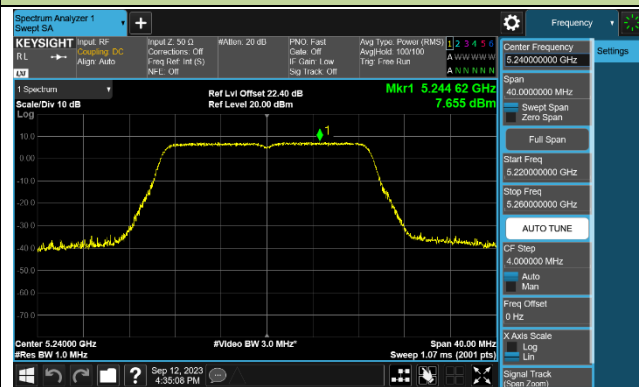 Spectrum Analyzer 1
Swept SA
Frequency
KEYSIGHT
RL
LXI
Input: RF
Coupling: DC
Align: Auto
Input Z: 50 Ω
Corrections: Off
Freq Ref: Int (S)
NFE: Off
#Atten: 20 dB
PNO: Fast
Gate: Off
IF Gain: Low
Sig Track: Off
Avg Type: Power (RMS)
Avg|Hold: 100/100
Trig: Free Run
1 2 3 4 5 6
A W W W W W
A N N N N N
1 Spectrum
Scale/Div 10 dB
Log
Ref Lvl Offset 22.40 dB
Ref Level 20.00 dBm
Mkr1 5.244 62 GHz
7.655 dBm
1
10.0
0.00
-10.0
-20.0
-30.0
-40.0
-50.0
-60.0
-70.0
Center 5.24000 GHz
#Res BW 1.0 MHz
#Video BW 3.0 MHz*
Span 40.00 MHz
Sweep 1.07 ms (2001 pts)
Center Frequency
5.240000000 GHz
Settings
Span
40.0000000 MHz
Swept Span
Zero Span
Full Span
Start Freq
5.220000000 GHz
Stop Freq
5.260000000 GHz
AUTO TUNE
CF Step
4.000000 MHz
Auto
Man
Freq Offset
0 Hz
X Axis Scale
Log
Lin
Signal Track
(Span Zoom)
?
Sep 12, 2023
4:35:08 PM